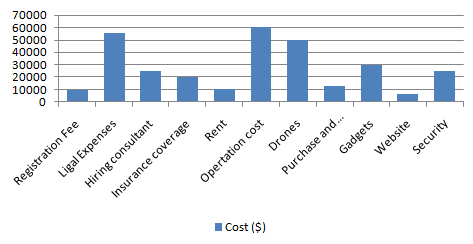 70000
60000
50000
40000
30000
20000
10000
0
Registration Fee
Ligal Expenses
Hiring consultant
Insurance coverage
Rent
Opertation cost
Drones
Purchase and...
Gadgets
Website
Security
Cost ($)